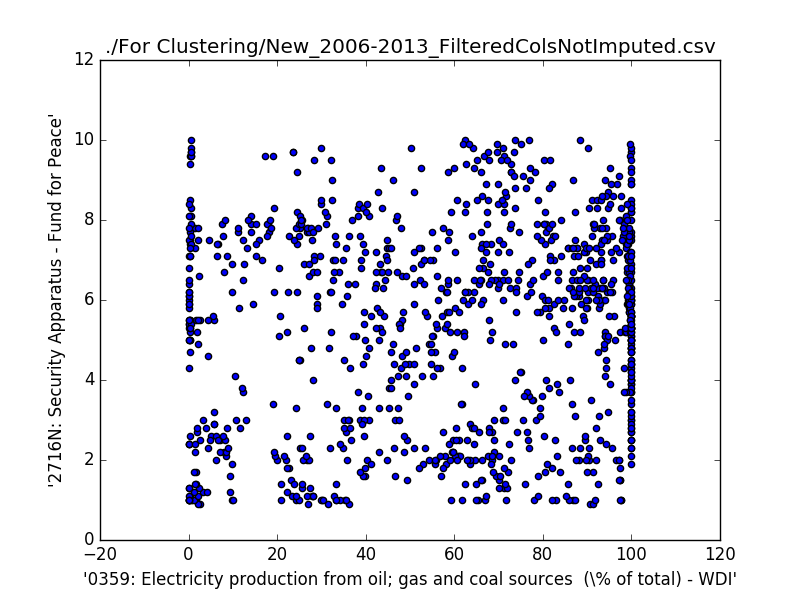 ./For Clustering/New_2006-2013_FilteredColsNotImputed.csv
12
10
8
6
4
2
0
−20 0 20 40 60 80 100 120
'2716N: Security Apparatus - Fund for Peace'
'0359: Electricity production from oil; gas and coal sources  (\% of total) - WDI'